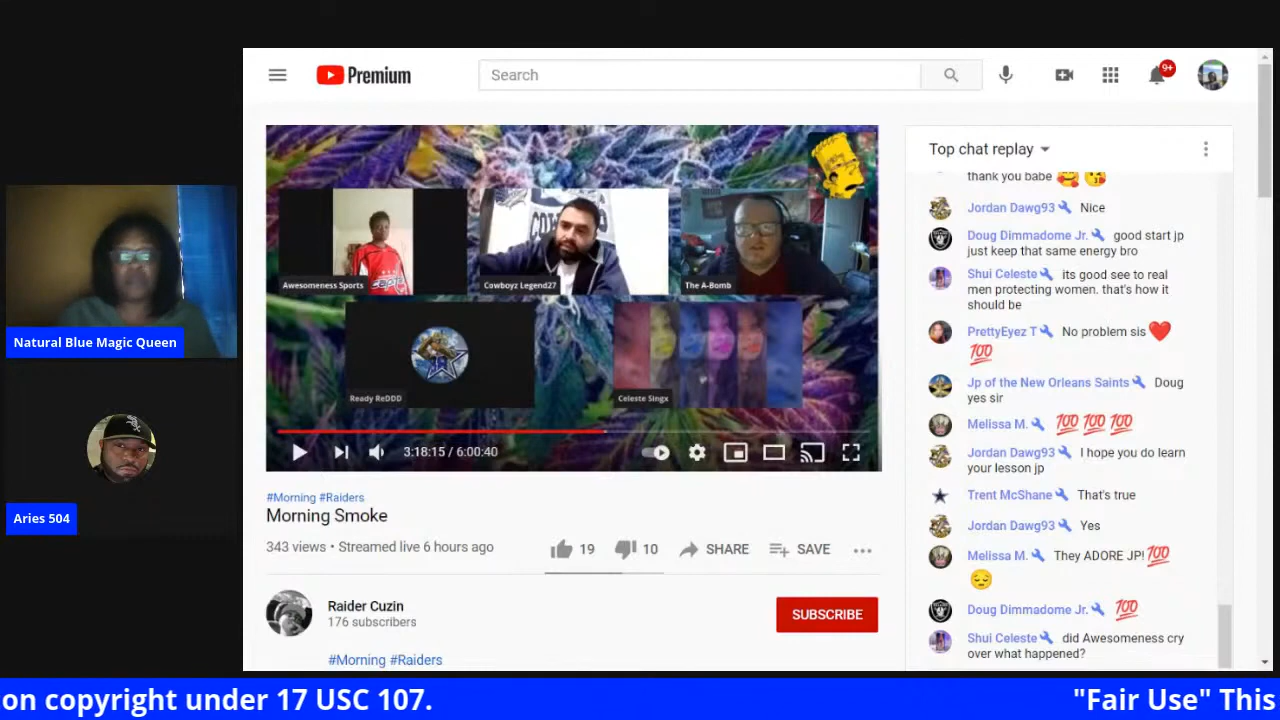 Premium
Search
9+
Top chat replay
thank you babe
Jordan Dawg93 Nice
Doug Dimmadome Jr. good start jp
just keep that same energy bro
Shui Celeste its good see to real
men protecting women. that's how it
should be
PrettyEyez T No problem sis
100
Jp of the New Orleans Saints Doug
yes sir
Melissa M. 100 100 100
Jordan Dawg93 I hope you do learn
your lesson jp
Trent McShane That's true
Jordan Dawg93 Yes
Melissa M. They ADORE JP! 100
Doug Dimmadome Jr. 100
Shui Celeste did Awesomeness cry
over what happened?
Awesomeness Sports
Cowboyz Legend27
The A-Bomb
Ready ReDDD
Celeste Singx
3:18:15 / 6:00:40
#Morning #Raiders
Morning Smoke
343 views • Streamed live 6 hours ago
19
10
SHARE
SAVE
Raider Cuzin
176 subscribers
SUBSCRIBE
#Morning #Raiders
Natural Blue Magic Queen
Aries 504
on copyright under 17 USC 107. "Fair Use" This